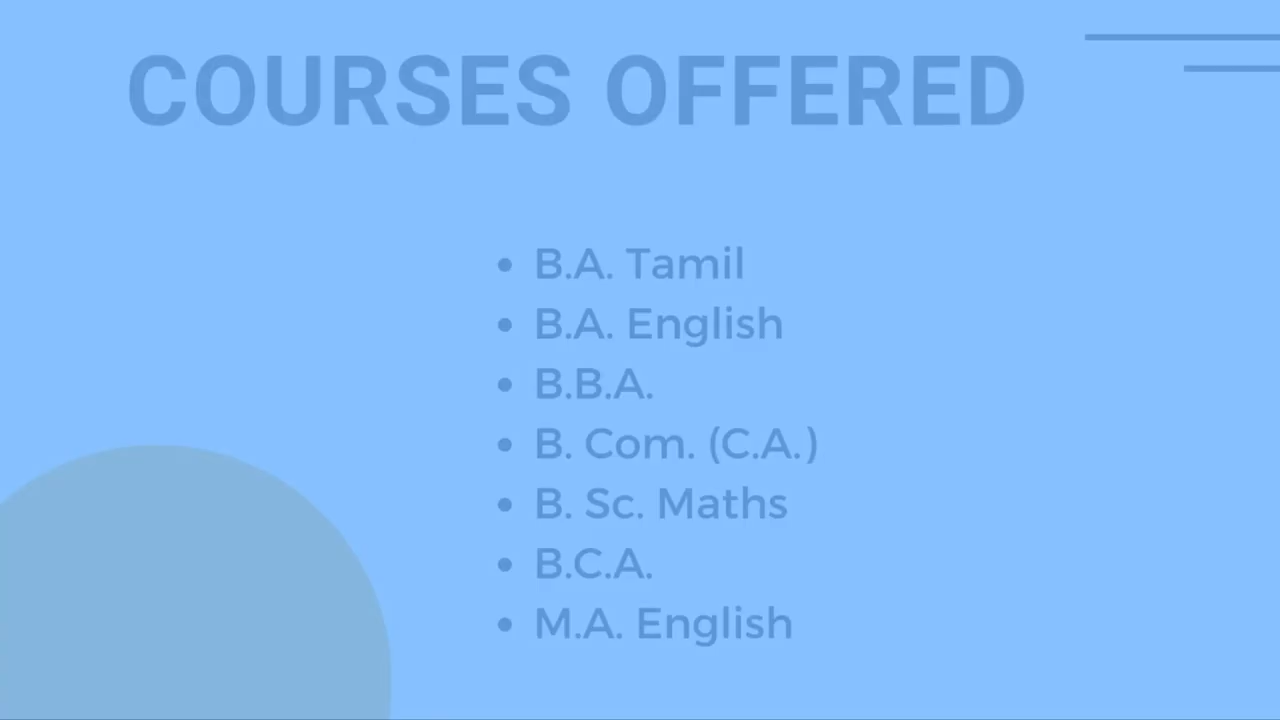 COURSES OFFERED
• B.A. Tamil
• B.A. English
• B.B.A.
• B. Com. (C.A.)
• B. Sc. Maths
• B.C.A.
• M.A. English